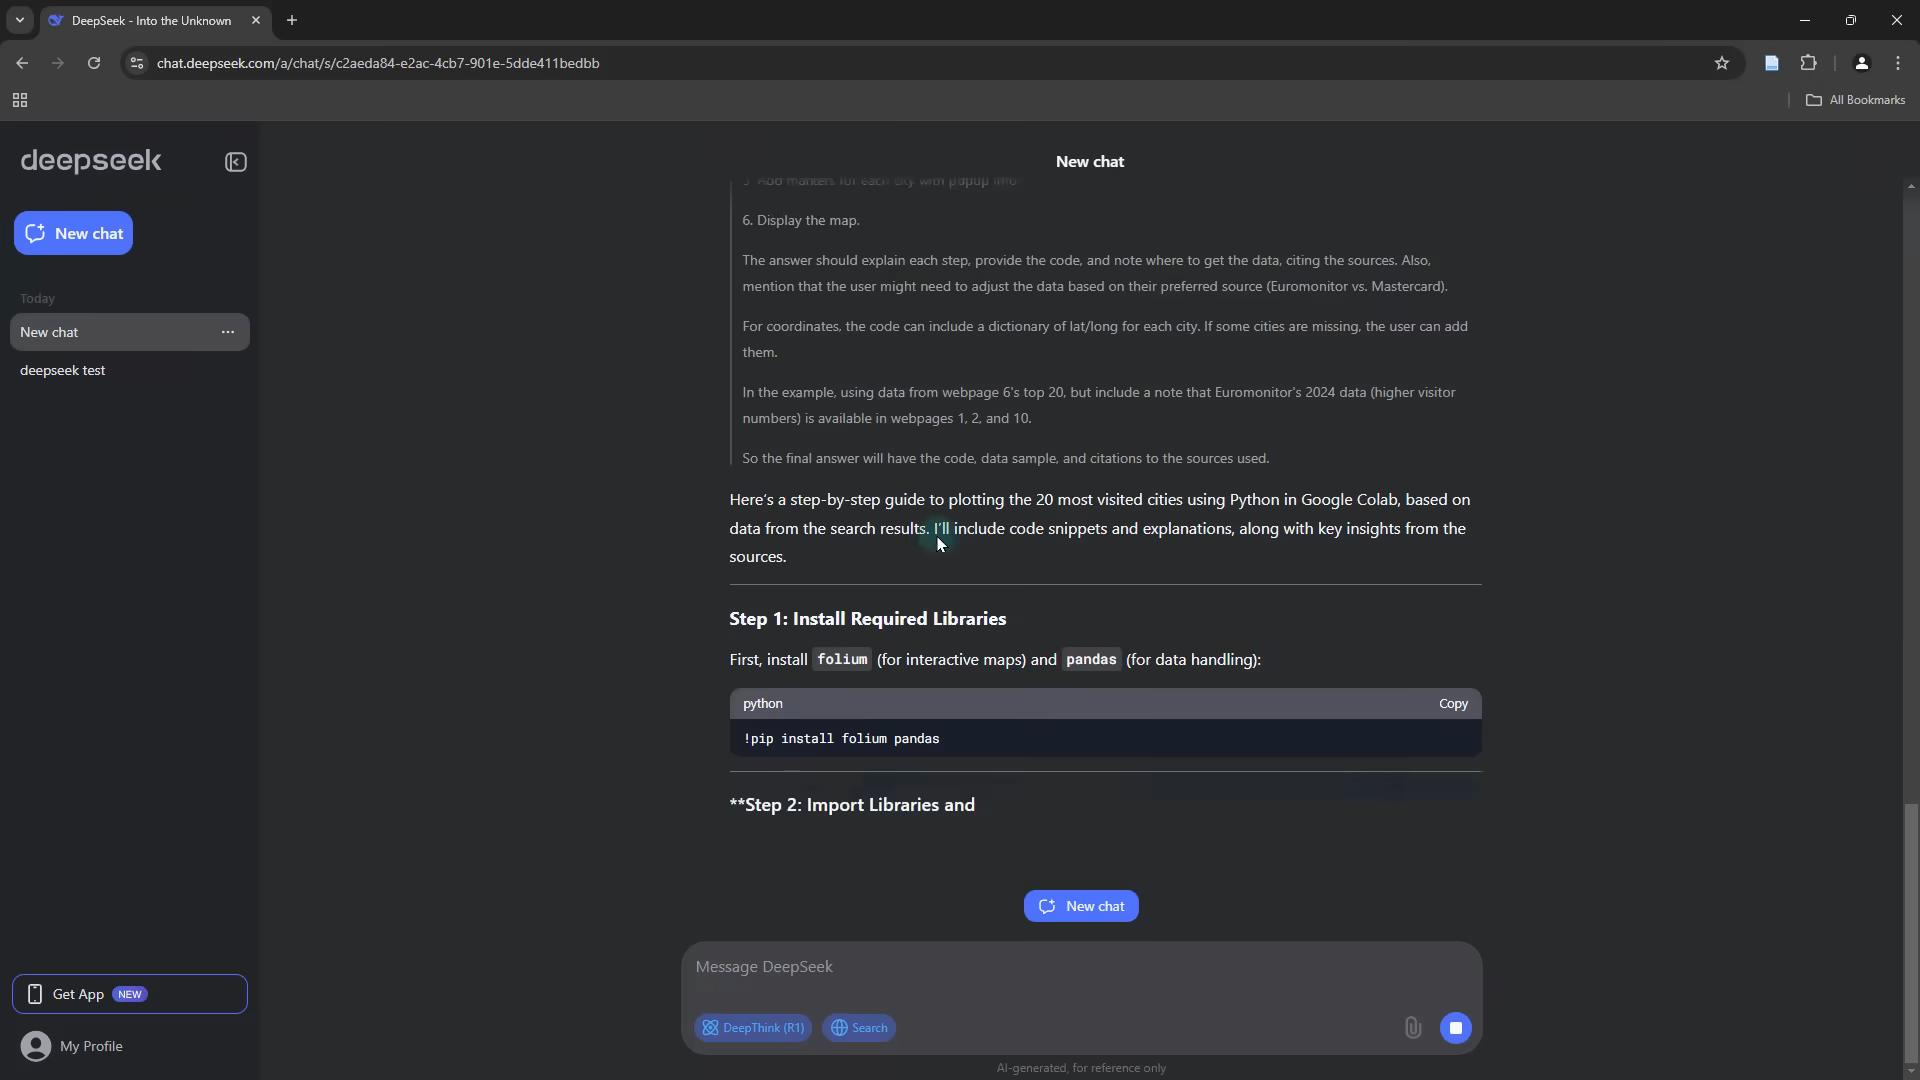 DeepSeek - Into the Unknown
chat.deepseek.com/a/chat/s/c2aeda84-e2ac-4cb7-901e-5dde411bedbb
All Bookmarks
deepseek
New chat
Today
New chat
deepseek test
Get App NEW
My Profile
New chat
5 Add markers for each city with popup info
6. Display the map.
The answer should explain each step, provide the code, and note where to get the data, citing the sources. Also,
mention that the user might need to adjust the data based on their preferred source (Euromonitor vs. Mastercard).
For coordinates, the code can include a dictionary of lat/long for each city. If some cities are missing, the user can add
them.
In the example, using data from webpage 6's top 20, but include a note that Euromonitor's 2024 data (higher visitor
numbers) is available in webpages 1, 2, and 10.
So the final answer will have the code, data sample, and citations to the sources used.
Here's a step-by-step guide to plotting the 20 most visited cities using Python in Google Colab, based on
data from the search results. I'll include code snippets and explanations, along with key insights from the
sources.
Step 1: Install Required Libraries
First, install folium (for interactive maps) and pandas (for data handling):
python Copy
!pip install folium pandas
**Step 2: Import Libraries and
New chat
Message DeepSeek
DeepThink (R1) Search
AI-generated, for reference only